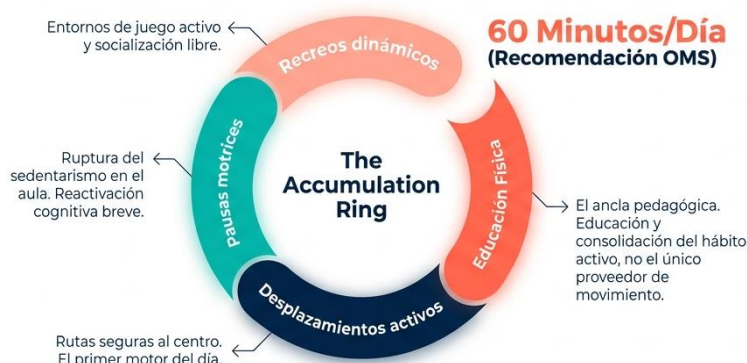 60 Minutos/Día
(Recomendación OMS)
Entornos de juego activo
y socialización libre.
Recreos dinámicos
Pausas motrices
Ruptura del
sedentarismo en el
aula. Reactivación
cognitiva breve.
The
Accumulation
Ring
Educación Física
El ancla pedagógica.
Educación y
consolidación del hábito
activo, no el único
proveedor de
movimiento.
Desplazamientos activos
Rutas seguras al centro.
El primer motor del día.